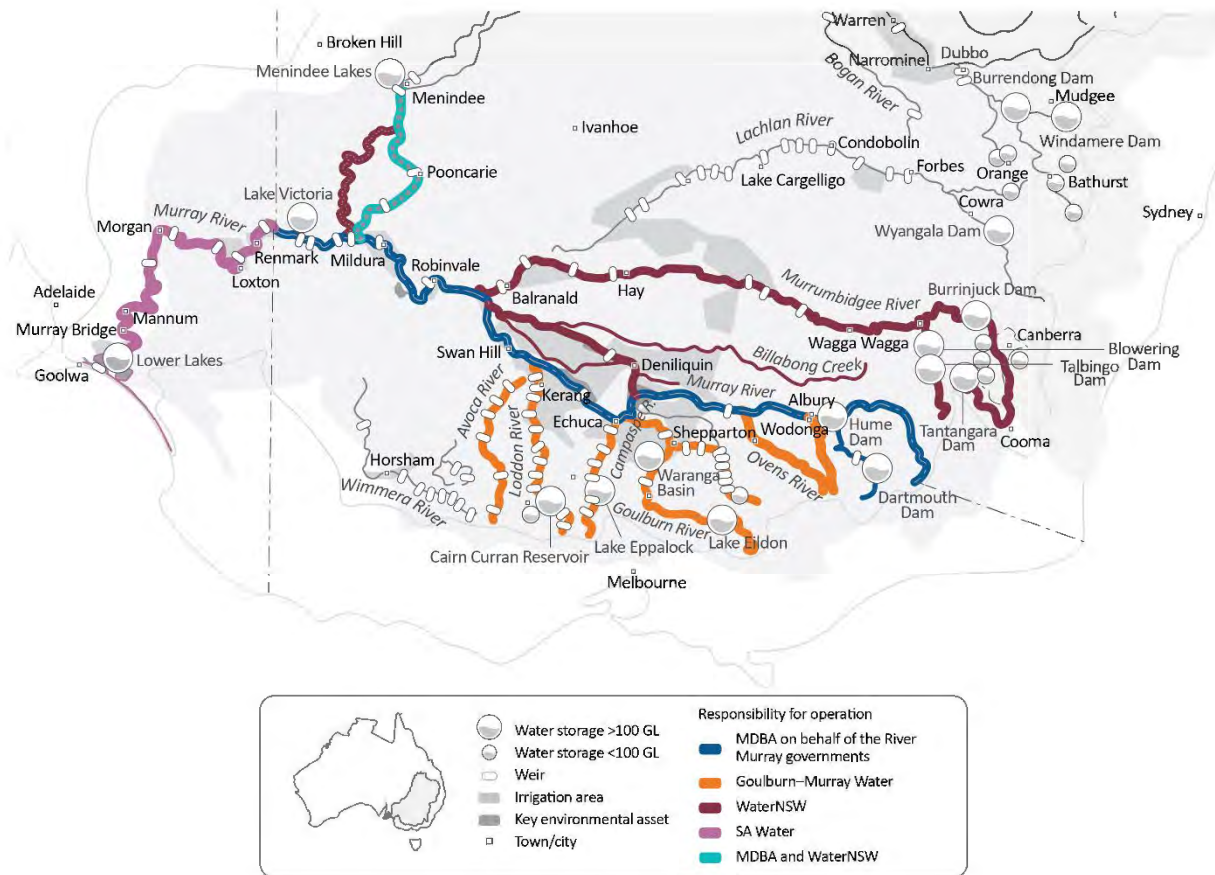 Warren
Broken Hill
Menindee Lakes
Menindee
Narrominel
Dubbo
Burrendong Dam
Mudgee
Bogan River
Ivanhoe
Lachlan River
Condobolin
Windamere Dam
Lake Cargelligo
Forbes
Orange
Bathurst
Pooncarie
Cowra
Sydney
Lake Victoria
Murray River
Morgan
Wyangala Dam
Renmark
Mildura
Loxton
Robinvale
Balranald
Hay
Murrumbidgee River
Burrinjuck Dam
Adelaide
Mannum
Murray Bridge
Lower Lakes
Goolwa
Canberra
Wagga Wagga
Blowering
Dam
Talbingo
Dam
Swan Hill
Deniliquin
Billabong Creek
Murray River
Avoca River
Kerang
Albury
Echuca
Campaspe R.
Wodonga
Hume
Dam
Tantangara
Dam
Cooma
Shepparton
Loddon River
Horsham
Waranga
Basin
Ovens River
Wimmera River
Dartmouth
Dam
Goulburn River
Lake Eildon
Lake Eppalock
Cairn Curran Reservoir
Melbourne
Water storage >100 GL
Water storage <100 GL
Weir
Irrigation area
Key environmental asset
Town/city
Responsibility for operation
MDBA on behalf of the River
Murray governments
Goulburn–Murray Water
WaterNSW
SA Water
MDBA and WaterNSW